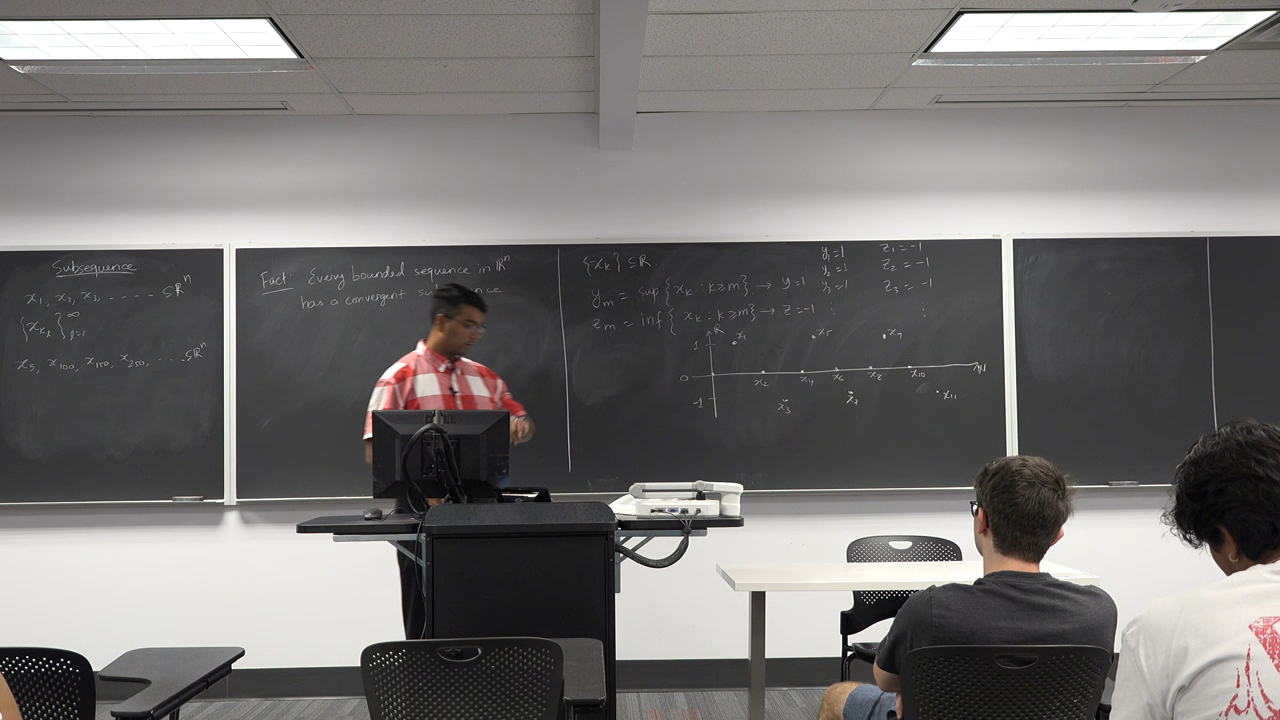 Subsequence
x₁, x₂, x₃, ..... ⊆ ℝⁿ
{x_{k_ℓ}}_{ℓ=1}^∞
x₅, x₁₀₀, x₁₅₀, x₂₅₀, ... ⊆ ℝⁿ
Fact: Every bounded sequence in ℝⁿ
has a convergent
{x_k} ⊆ ℝ
y_m = sup {x_k : k ≥ m} → y = 1
z_m = inf { x_k : k ≥ m} → z = -1
y₁ = 1 z₁ = -1
y₂ = 1 z₂ = -1
y₃ = 1 z₃ = -1
⋮ ⋮
ℝ
1 x₁ x₅ x₉
0 x₂ x₄ x₆ x₈ x₁₀ ℕ
-1 x₃ x₇ x₁₁